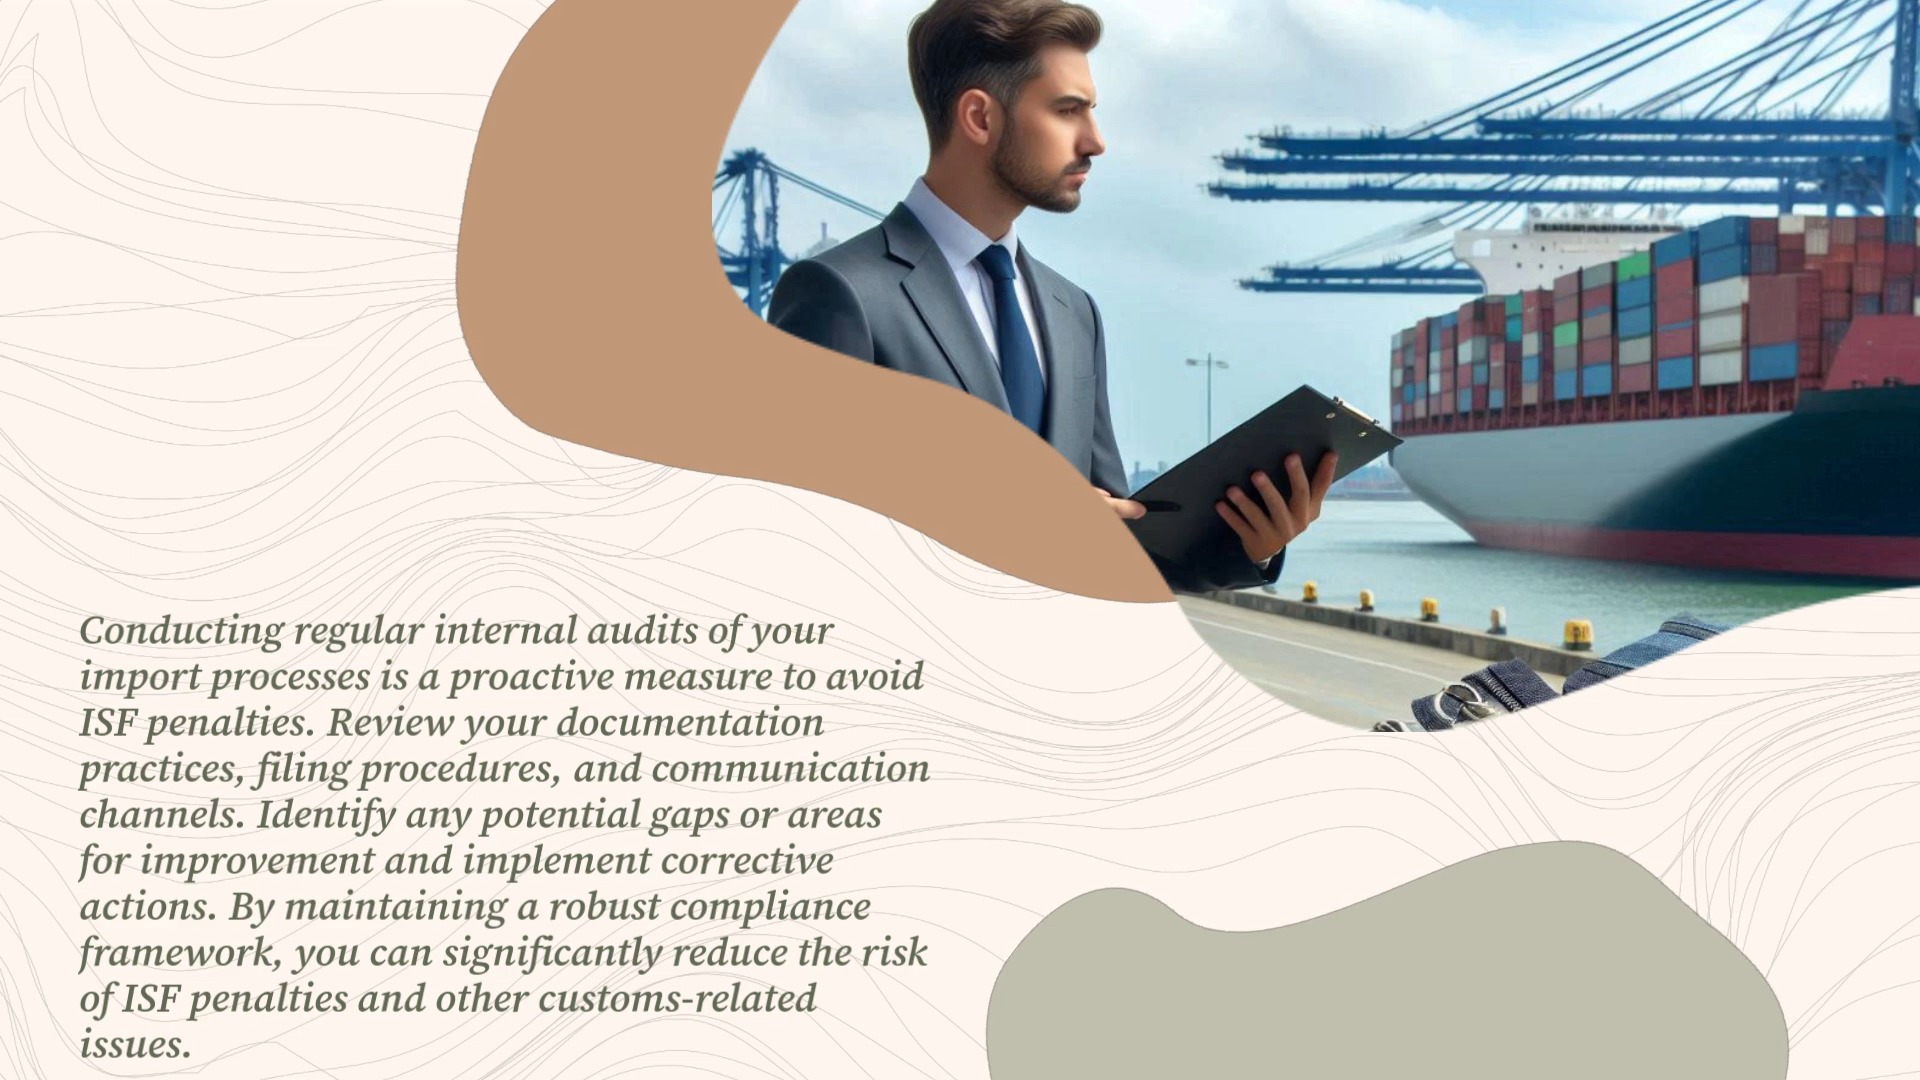 Conducting regular internal audits of your
import processes is a proactive measure to avoid
ISF penalties. Review your documentation
practices, filing procedures, and communication
channels. Identify any potential gaps or areas
for improvement and implement corrective
actions. By maintaining a robust compliance
framework, you can significantly reduce the risk
of ISF penalties and other customs-related
issues.